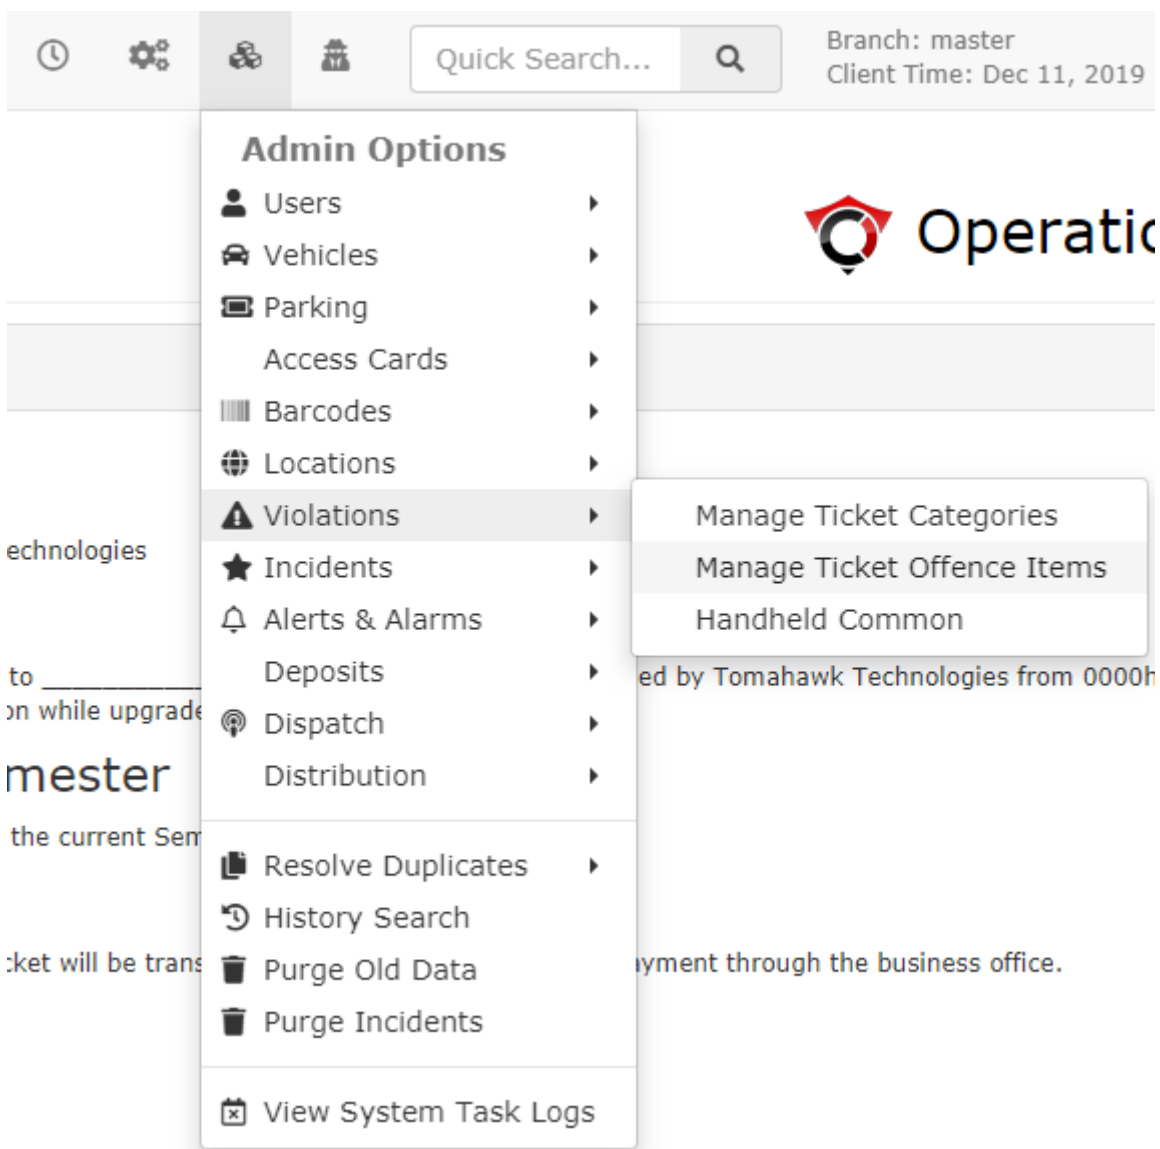 Quick Search...
Branch: master
Client Time: Dec 11, 2019
Admin Options
Users
Vehicles
Parking
Access Cards
Barcodes
Locations
Violations
Incidents
Alerts & Alarms
Deposits
Dispatch
Distribution
Resolve Duplicates
History Search
Purge Old Data
Purge Incidents
View System Task Logs
Manage Ticket Categories
Manage Ticket Offence Items
Handheld Common
Operatio
echnologies
to ____________ ed by Tomahawk Technologies from 0000h
on while upgrade
mester
the current Sem
cket will be trans yment through the business office.